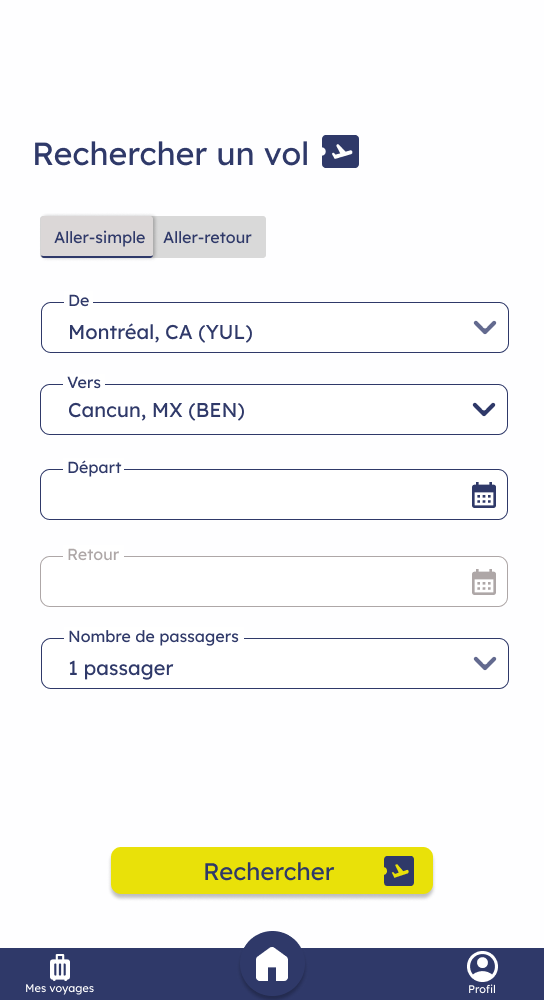 Rechercher un vol
Aller-simple Aller-retour
De
Montréal, CA (YUL)
Vers
Cancun, MX (BEN)
Départ
Retour
Nombre de passagers
1 passager
Rechercher
Mes voyages
Profil